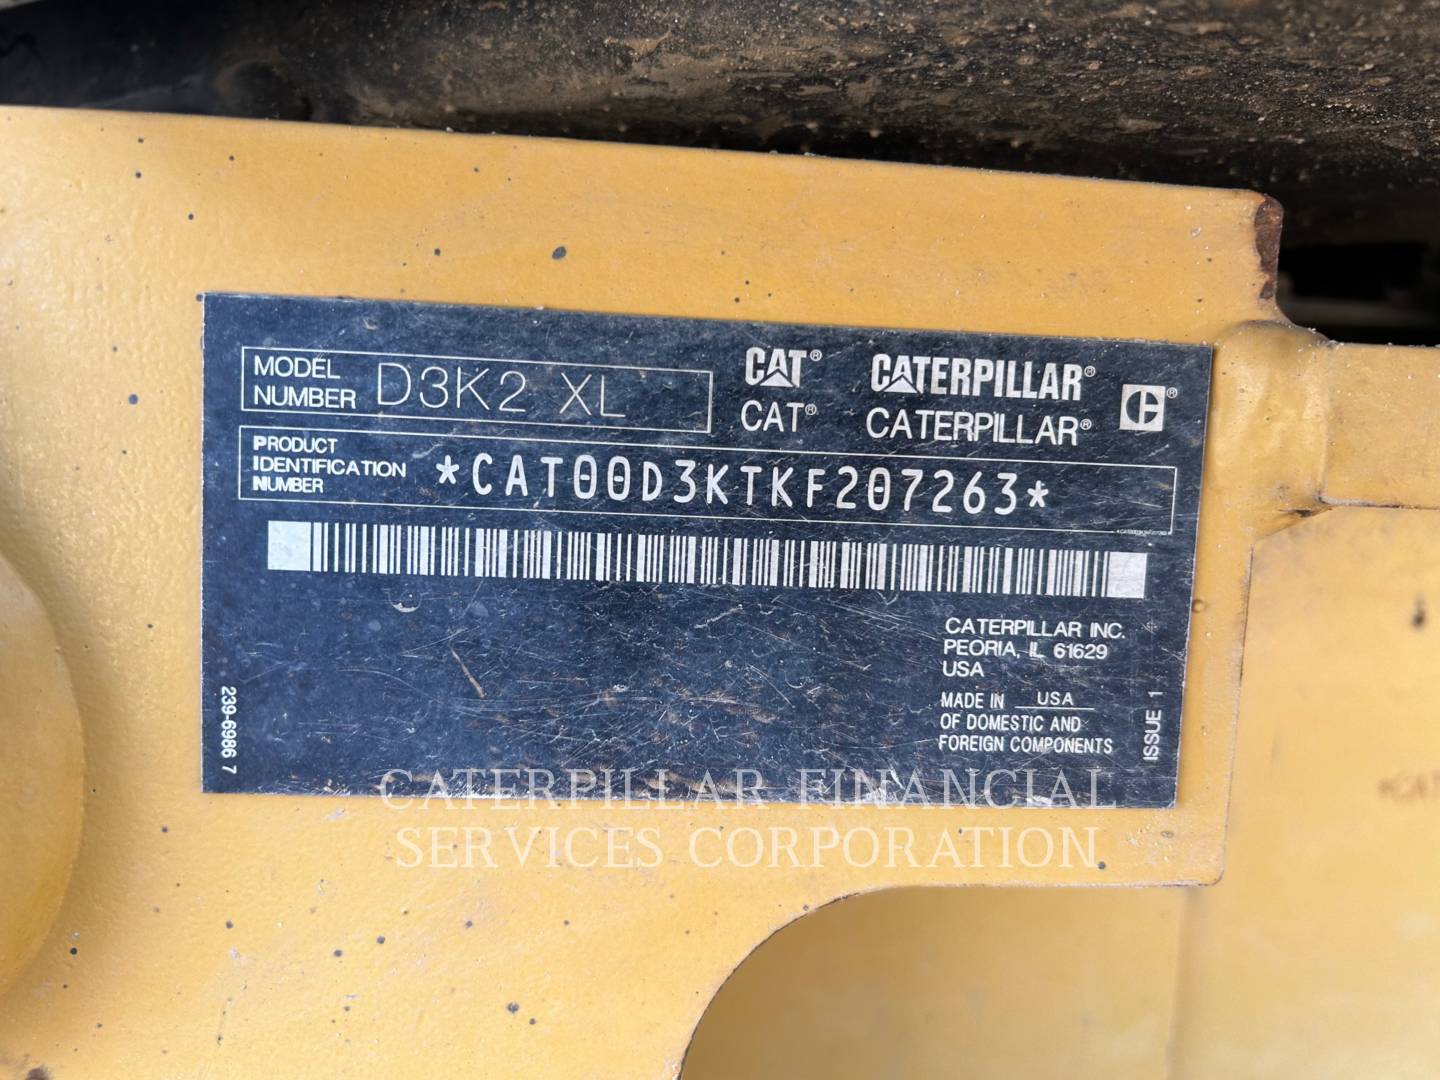 MODEL NUMBER D3K2 XL
CAT® CATERPILLAR®
CAT® CATERPILLAR®
PRODUCT IDENTIFICATION NUMBER *CAT00D3KTKF207263*
CATERPILLAR INC.
PEORIA, IL 61629
USA
MADE IN USA
OF DOMESTIC AND
FOREIGN COMPONENTS
ISSUE 1
239-6986 7
CATERPILLAR FINANCIAL
SERVICES CORPORATION